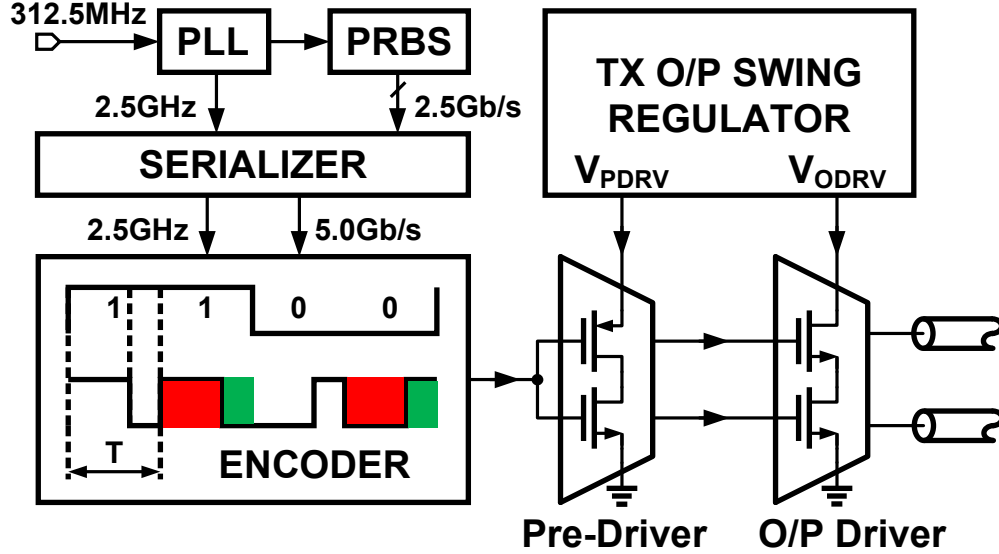 312.5MHz
PLL
PRBS
2.5GHz
2.5Gb/s
SERIALIZER
2.5GHz
5.0Gb/s
1 1 0 0
T
ENCODER
TX O/P SWING
REGULATOR
VPDRV
VODRV
Pre-Driver
O/P Driver